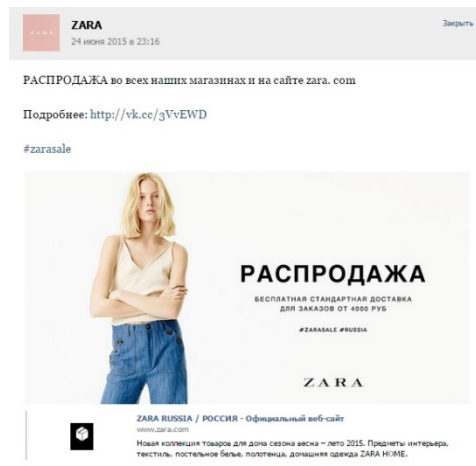 ZARA
ZARA
Закрыть
24 июня 2015 в 23:16
РАСПРОДАЖА во всех наших магазинах и на сайте zara. com
Подробнее: http://vk.cc/3VvEWD
#zarasale
РАСПРОДАЖА
БЕСПЛАТНАЯ СТАНДАРТНАЯ ДОСТАВКА
ДЛЯ ЗАКАЗОВ ОТ 4000 РУБ
#ZARASALE #RUSSIA
ZARA
ZARA RUSSIA / РОССИЯ - Официальный веб-сайт
www.zara.com
Новая коллекция товаров для дома сезона весна – лето 2015. Предметы интерьера,
текстиль, постельное белье, полотенца, домашняя одежда ZARA HOME.